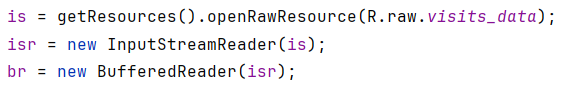 is = getResources().openRawResource(R.raw.visits_data);
isr = new InputStreamReader(is);
br = new BufferedReader(isr);